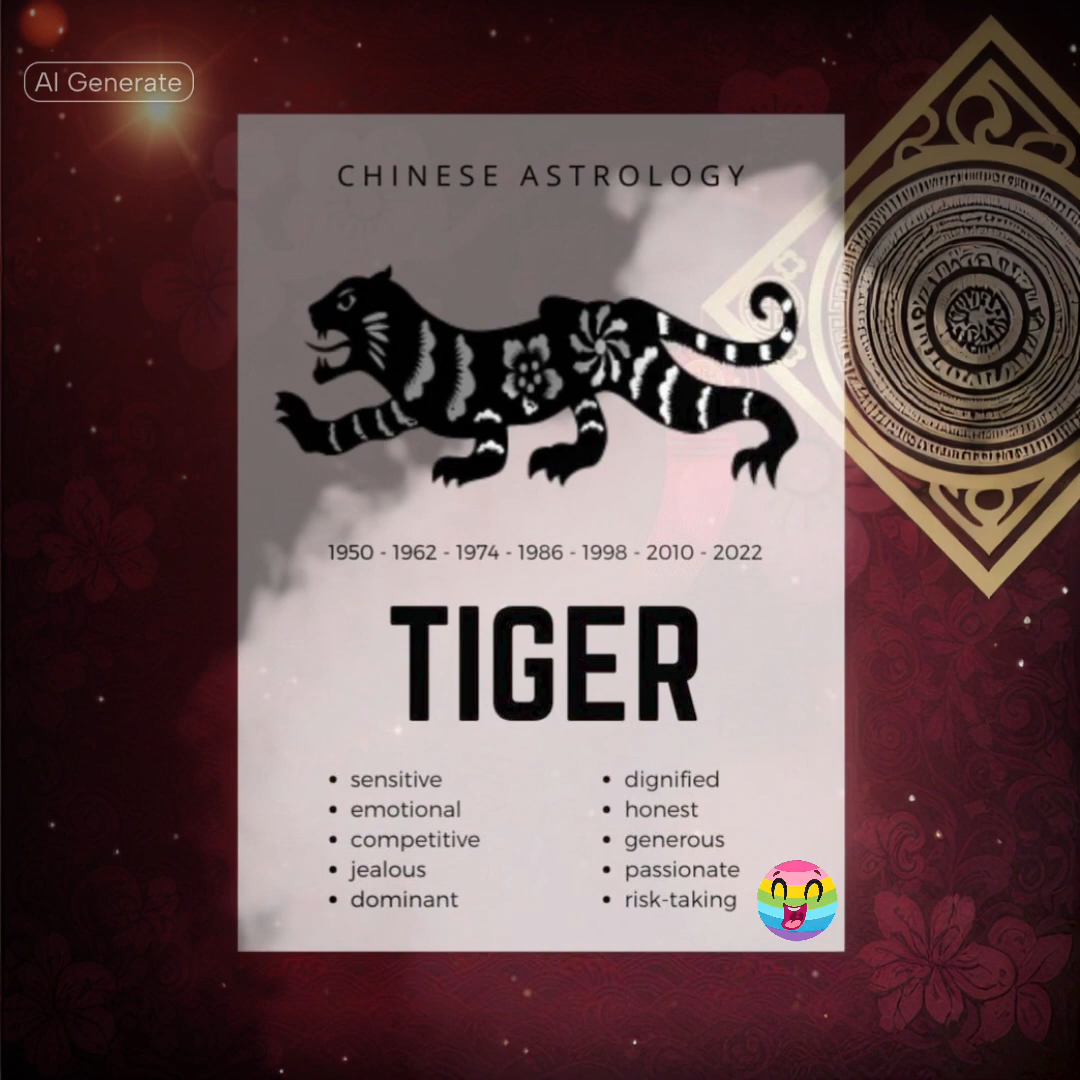 AI Generate
CHINESE ASTROLOGY
1950 - 1962 - 1974 - 1986 - 1998 - 2010 - 2022
TIGER
• sensitive
• emotional
• competitive
• jealous
• dominant
• dignified
• honest
• generous
• passionate
• risk-taking